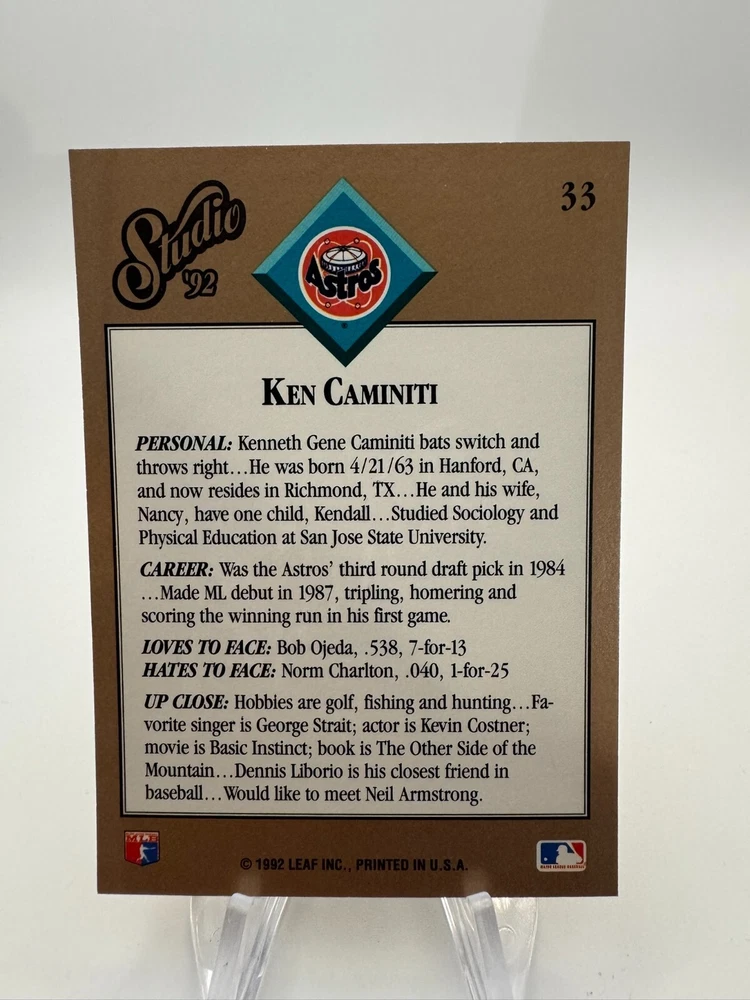 Studio
'92
33
Astros
KEN CAMINITI
PERSONAL: Kenneth Gene Caminiti bats switch and
throws right...He was born 4/21/63 in Hanford, CA,
and now resides in Richmond, TX...He and his wife,
Nancy, have one child, Kendall...Studied Sociology and
Physical Education at San Jose State University.
CAREER: Was the Astros' third round draft pick in 1984
...Made ML debut in 1987, tripling, homering and
scoring the winning run in his first game.
LOVES TO FACE: Bob Ojeda, .538, 7-for-13
HATES TO FACE: Norm Charlton, .040, 1-for-25
UP CLOSE: Hobbies are golf, fishing and hunting...Fa-
vorite singer is George Strait; actor is Kevin Costner;
movie is Basic Instinct; book is The Other Side of the
Mountain...Dennis Liborio is his closest friend in
baseball...Would like to meet Neil Armstrong.
MLB
© 1992 LEAF INC., PRINTED IN U.S.A.
MAJOR LEAGUE BASEBALL